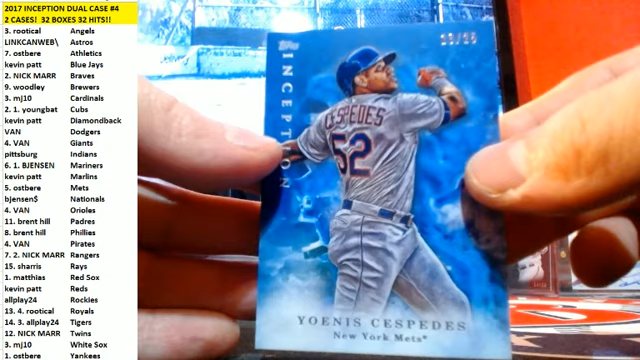 2017 INCEPTION DUAL CASE #4
2 CASES! 32 BOXES 32 HITS!!
3. rootical Angels
LINKCANWEB\ Astros
7. ostbere Athletics
kevin patt Blue Jays
2. NICK MARR Braves
9. woodley Brewers
3. mj10 Cardinals
2. 1. youngbat Cubs
kevin patt Diamondback
VAN Dodgers
4. VAN Giants
pittsburg Indians
6. 1. BJENSEN Mariners
kevin patt Marlins
5. ostbere Mets
bjensen$ Nationals
4. VAN Orioles
11. brent hill Padres
8. brent hill Phillies
4. VAN Pirates
7. 2. NICK MARR Rangers
15. sharris Rays
1. matthias Red Sox
kevin patt Reds
allplay24 Rockies
13. 4. rootical Royals
14. 3. allplay24 Tigers
12. NICK MARR Twins
3. mj10 White Sox
1. ostbere Yankees
Topps
INCEPTION
CESPEDES
52
YOENIS CESPEDES
New York Mets